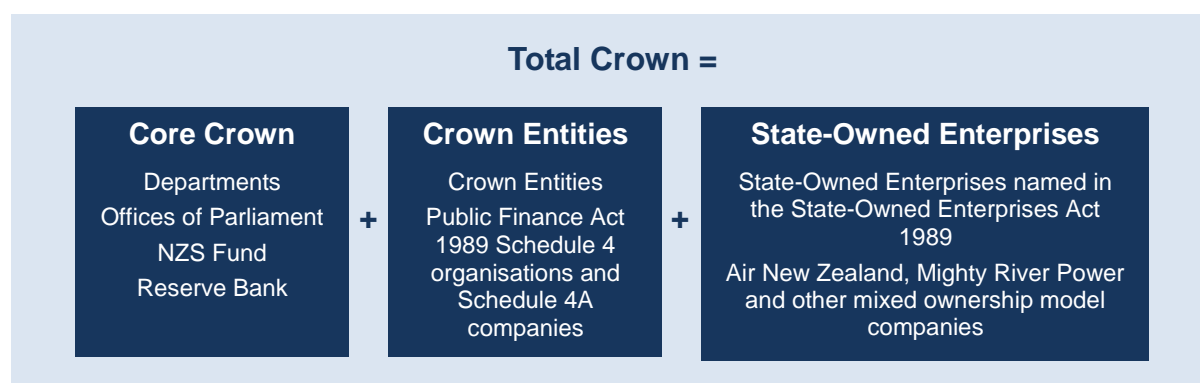 Total Crown =
Core Crown
Departments
Offices of Parliament
NZS Fund
Reserve Bank
+
Crown Entities
Crown Entities
Public Finance Act
1989 Schedule 4
organisations and
Schedule 4A
companies
+
State-Owned Enterprises
State-Owned Enterprises named in
the State-Owned Enterprises Act
1989
Air New Zealand, Mighty River Power
and other mixed ownership model
companies